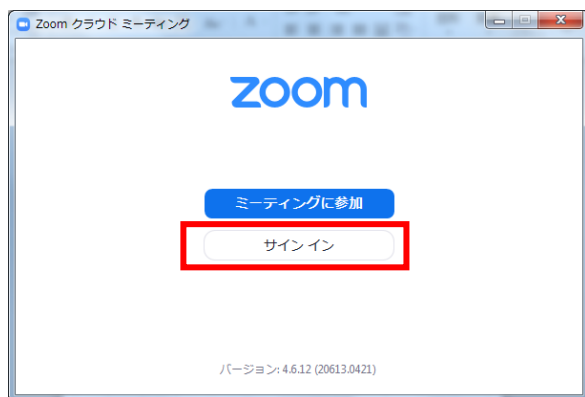 Zoom クラウド ミーティング
zoom
ミーティングに参加
サイン イン
バージョン: 4.6.12 (20613.0421)